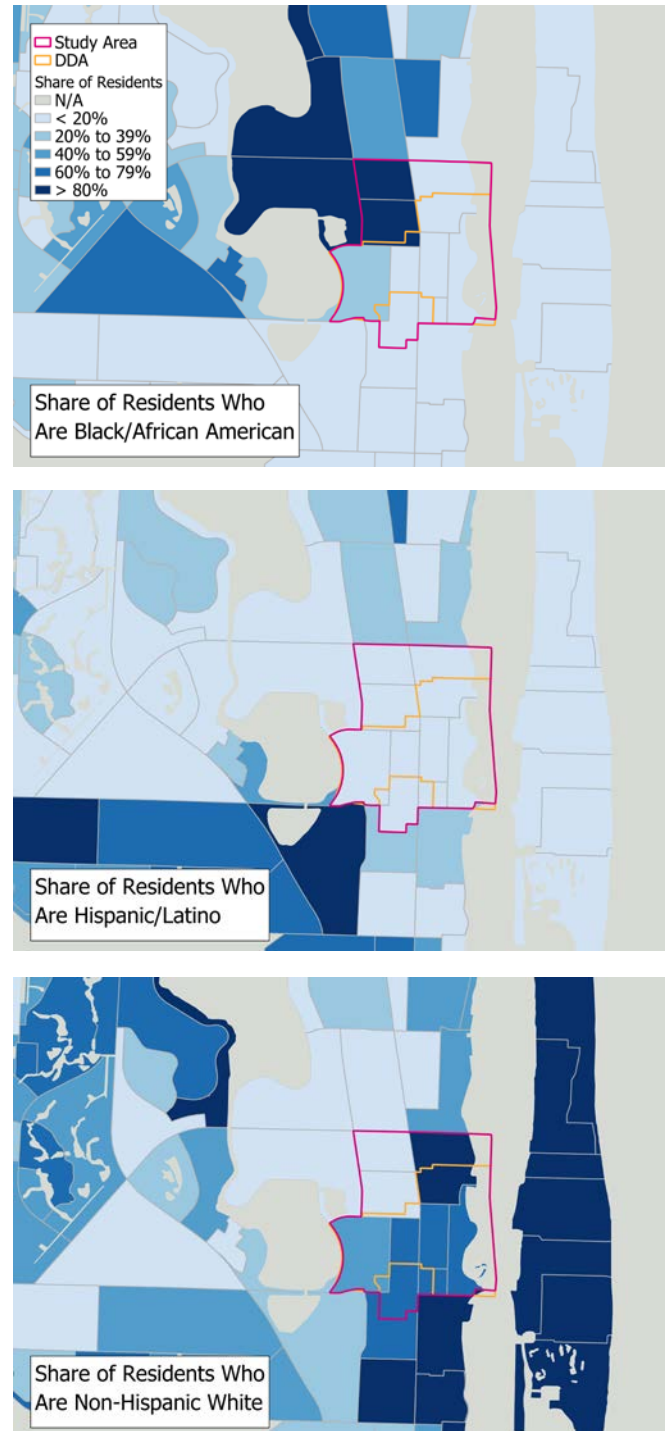 Study Area
DDA
Share of Residents
N/A
< 20%
20% to 39%
40% to 59%
60% to 79%
> 80%
Share of Residents Who
Are Black/African American
Share of Residents Who
Are Hispanic/Latino
Share of Residents Who
Are Non-Hispanic White